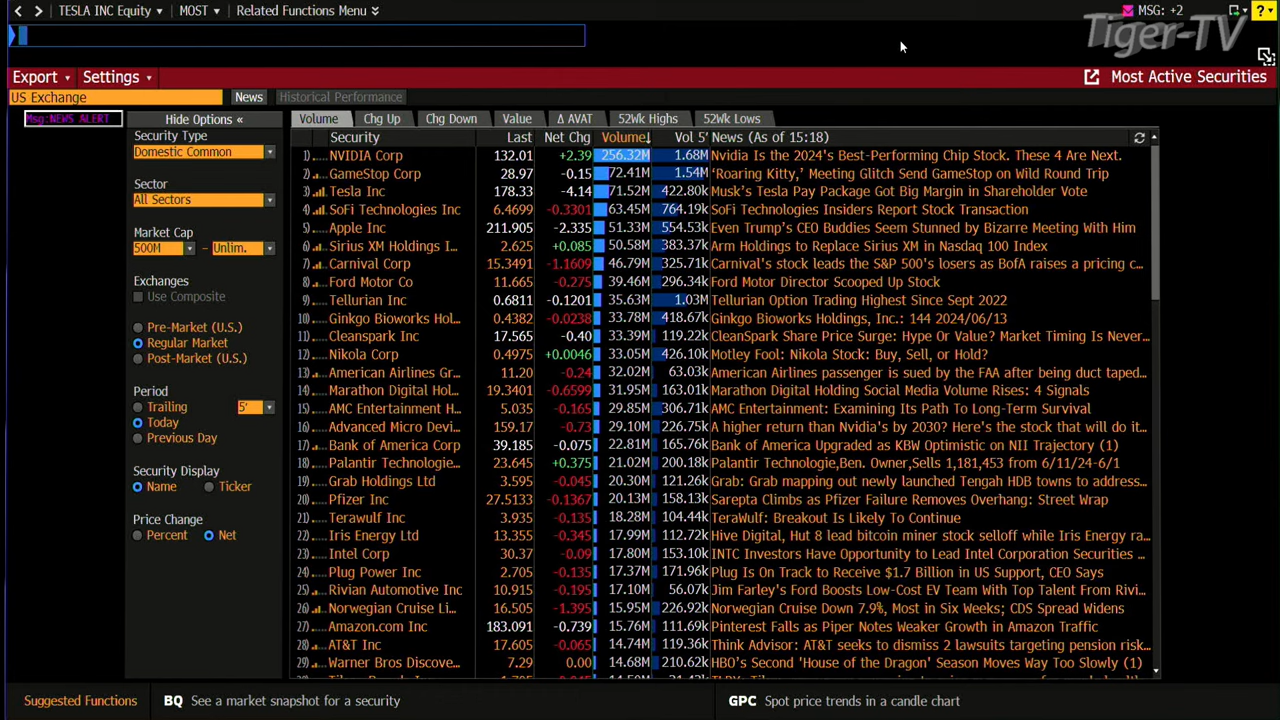 TESLA INC Equity MOST Related Functions Menu MSG: +2 ?
Tiger-TV
Export Settings Most Active Securities
US Exchange News Historical Performance
Msg:NEWS ALERT Hide Options « Volume Chg Up Chg Down Value Δ AVAT 52Wk Highs 52Wk Lows
Security Type
Domestic Common
Sector
All Sectors
Market Cap
500M – Unlim.
Exchanges
Use Composite
Pre-Market (U.S.)
Regular Market
Post-Market (U.S.)
Period
Trailing 5'
Today
Previous Day
Security Display
Name Ticker
Price Change
Percent Net
Security Last Net Chg Volume↓ Vol 5' News (As of 15:18)
1) NVIDIA Corp 132.01 +2.39 256.32M 1.68M Nvidia Is the 2024's Best-Performing Chip Stock. These 4 Are Next.
2) GameStop Corp 28.97 -0.15 72.41M 1.54M ‘Roaring Kitty,’ Meeting Glitch Send GameStop on Wild Round Trip
3) Tesla Inc 178.33 -4.14 71.52M 422.80k Musk’s Tesla Pay Package Got Big Margin in Shareholder Vote
4) SoFi Technologies Inc 6.4699 -0.3301 63.45M 764.19k SoFi Technologies Insiders Report Stock Transaction
5) Apple Inc 211.905 -2.335 51.33M 554.53k Even Trump’s CEO Buddies Seem Stunned by Bizarre Meeting With Him
6) Sirius XM Holdings I… 2.625 +0.085 50.58M 383.37k Arm Holdings to Replace Sirius XM in Nasdaq 100 Index
7) Carnival Corp 15.3491 -1.1609 46.79M 325.71k Carnival's stock leads the S&P 500's losers as BofA raises a pricing c…
8) Ford Motor Co 11.665 -0.275 39.46M 296.34k Ford Motor Director Scooped Up Stock
9) Tellurian Inc 0.6811 -0.1201 35.63M 1.03M Tellurian Option Trading Highest Since Sept 2022
10) Ginkgo Bioworks Hol… 0.4382 -0.0238 33.78M 418.67k Ginkgo Bioworks Holdings, Inc.: 144 2024/06/13
11) Cleanspark Inc 17.565 -0.40 33.39M 119.22k CleanSpark Share Price Surge: Hype Or Value? Market Timing Is Never…
12) Nikola Corp 0.4975 +0.0046 33.05M 426.10k Motley Fool: Nikola Stock: Buy, Sell, or Hold?
13) American Airlines Gr… 11.20 -0.24 32.02M 63.03k American Airlines passenger is sued by the FAA after being duct taped…
14) Marathon Digital Hol… 19.3401 -0.6599 31.95M 163.01k Marathon Digital Holding Social Media Volume Rises: 4 Signals
15) AMC Entertainment H… 5.035 -0.165 29.85M 306.71k AMC Entertainment: Examining Its Path To Long-Term Survival
16) Advanced Micro Devi… 159.17 -0.73 29.10M 226.75k A higher return than Nvidia's by 2030? Here's the stock that will do it…
17) Bank of America Corp 39.185 -0.075 22.81M 165.76k Bank of America Upgraded as KBW Optimistic on NII Trajectory (1)
18) Palantir Technologie… 23.645 +0.375 21.02M 200.18k Palantir Technologie,Ben. Owner,Sells 1,181,453 from 6/11/24-6/1
19) Grab Holdings Ltd 3.595 -0.045 20.30M 121.26k Grab: Grab mapping out newly launched Tengah HDB towns to address…
20) Pfizer Inc 27.5133 -0.1367 20.13M 158.13k Sarepta Climbs as Pfizer Failure Removes Overhang: Street Wrap
21) Terawulf Inc 3.935 -0.135 18.28M 104.44k TeraWulf: Breakout Is Likely To Continue
22) Iris Energy Ltd 13.355 -0.345 17.99M 112.72k Hive Digital, Hut 8 lead bitcoin miner stock selloff while Iris Energy ra…
23) Intel Corp 30.37 -0.09 17.80M 153.10k INTC Investors Have Opportunity to Lead Intel Corporation Securities …
24) Plug Power Inc 2.705 -0.135 17.37M 171.96k Plug Is On Track to Receive $1.7 Billion in US Support, CEO Says
25) Rivian Automotive Inc 10.915 -0.195 17.10M 56.07k Jim Farley's Ford Boosts Low-Cost EV Team With Top Talent From Rivi…
26) Norwegian Cruise Li… 16.505 -1.395 15.95M 226.92k Norwegian Cruise Down 7.9%, Most in Six Weeks; CDS Spread Widens
27) Amazon.com Inc 183.091 -0.739 15.76M 111.69k Pinterest Falls as Piper Notes Weaker Growth in Amazon Traffic
28) AT&T Inc 17.605 -0.065 14.74M 119.36k Think Advisor: AT&T seeks to dismiss 2 lawsuits targeting pension risk…
29) Warner Bros Discove… 7.29 0.00 14.68M 210.62k HBO’s Second ‘House of the Dragon’ Season Moves Way Too Slowly (1)
Suggested Functions BQ See a market snapshot for a security GPC Spot price trends in a candle chart